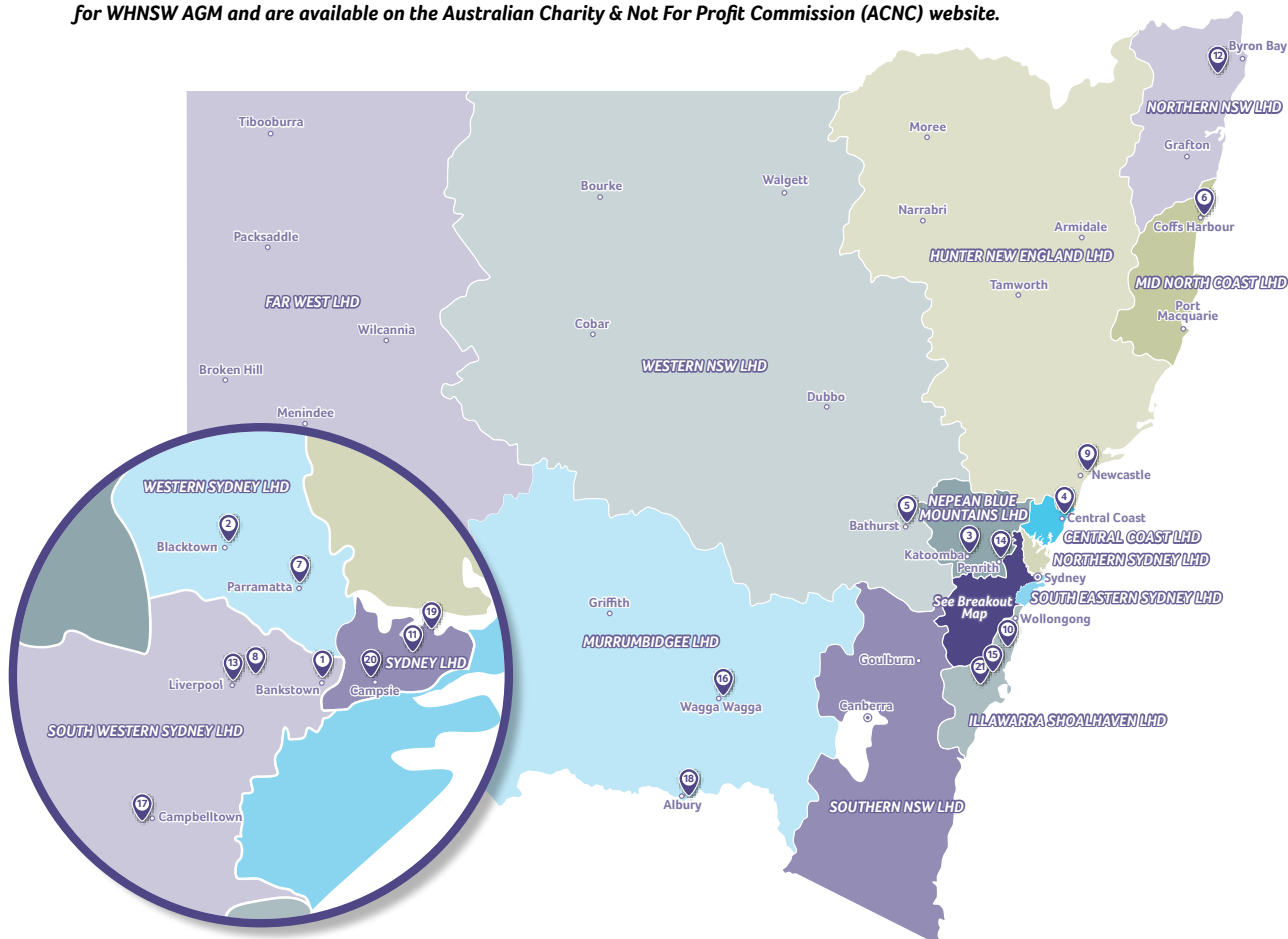 for WHNSW AGM and are available on the Australian Charity & Not For Profit Commission (ACNC) website.
12
Byron Bay
NORTHERN NSW LHD
Tibooburra
Moree
Grafton
Bourke
Walgett
6
Narrabri
Armidale
Coffs Harbour
Packsaddle
HUNTER NEW ENGLAND LHD
MID NORTH COAST LHD
Tamworth
FAR WEST LHD
Port
Macquarie
Wilcannia
Cobar
WESTERN NSW LHD
Broken Hill
Dubbo
Menindee
9
Newcastle
WESTERN SYDNEY LHD
4
NEPEAN BLUE
MOUNTAINS LHD
5
Central Coast
Bathurst
2
Blacktown
3
14
CENTRAL COAST LHD
Katoomba
Penrith
NORTHERN SYDNEY LHD
7
Parramatta
Sydney
Griffith
See Breakout
Map
SOUTH EASTERN SYDNEY LHD
19
11
Wollongong
10
MURRUMBIDGEE LHD
13
8
1
20
SYDNEY LHD
Goulburn
15
21
Liverpool
Bankstown
Campsie
16
Wagga Wagga
Canberra
ILLAWARRA SHOALHAVEN LHD
SOUTH WESTERN SYDNEY LHD
18
Albury
17
Campbelltown
SOUTHERN NSW LHD